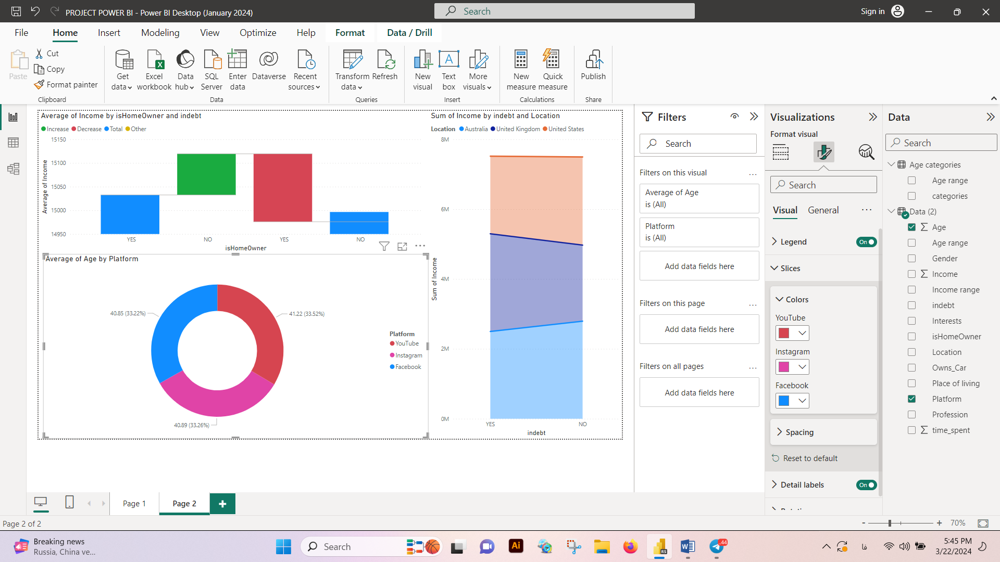 PROJECT POWER BI - Power BI Desktop (January 2024)
Search
Sign in
File
Home
Insert
Modeling
View
Optimize
Help
Format
Data / Drill
Paste
Cut
Copy
Format painter
Clipboard
Get data
Excel workbook
Data hub
SQL Server
Enter data
Dataverse
Recent sources
Data
Transform data
Refresh
Queries
New visual
Text box
More visuals
Insert
New measure
Quick measure
Calculations
Publish
Share
Average of Income by isHomeOwner and indebt
Increase Decrease Total Other
15150
15100
15050
15000
14950
Average of Income
YES
NO
YES
NO
isHomeOwner
Average of Age by Platform
40.85 (33.22%)
41.22 (33.52%)
40.89 (33.26%)
Platform
YouTube
Instagram
Facebook
Sum of Income by indebt and Location
Location Australia United Kingdom United States
8M
6M
4M
2M
0M
Sum of Income
YES
NO
indebt
Filters
Search
Filters on this visual
...
Average of Age
is (All)
Platform
is (All)
Add data fields here
Filters on this page
...
Add data fields here
Filters on all pages
...
Add data fields here
Visualizations
Format visual
Search
Visual
General
...
Legend
On
Slices
Colors
YouTube
Instagram
Facebook
Spacing
Reset to default
Detail labels
On
Data
Search
Age categories
Age range
categories
Data (2)
Age
Age range
Gender
Income
Income range
indebt
Interests
isHomeOwner
Location
Owns_Car
Place of living
Platform
Profession
time_spent
Page 1
Page 2
Page 2 of 2
- + 70%
Breaking news
Russia, China ve...
Search
Ai
RS
.44
فا
5:45 PM
3/22/2024